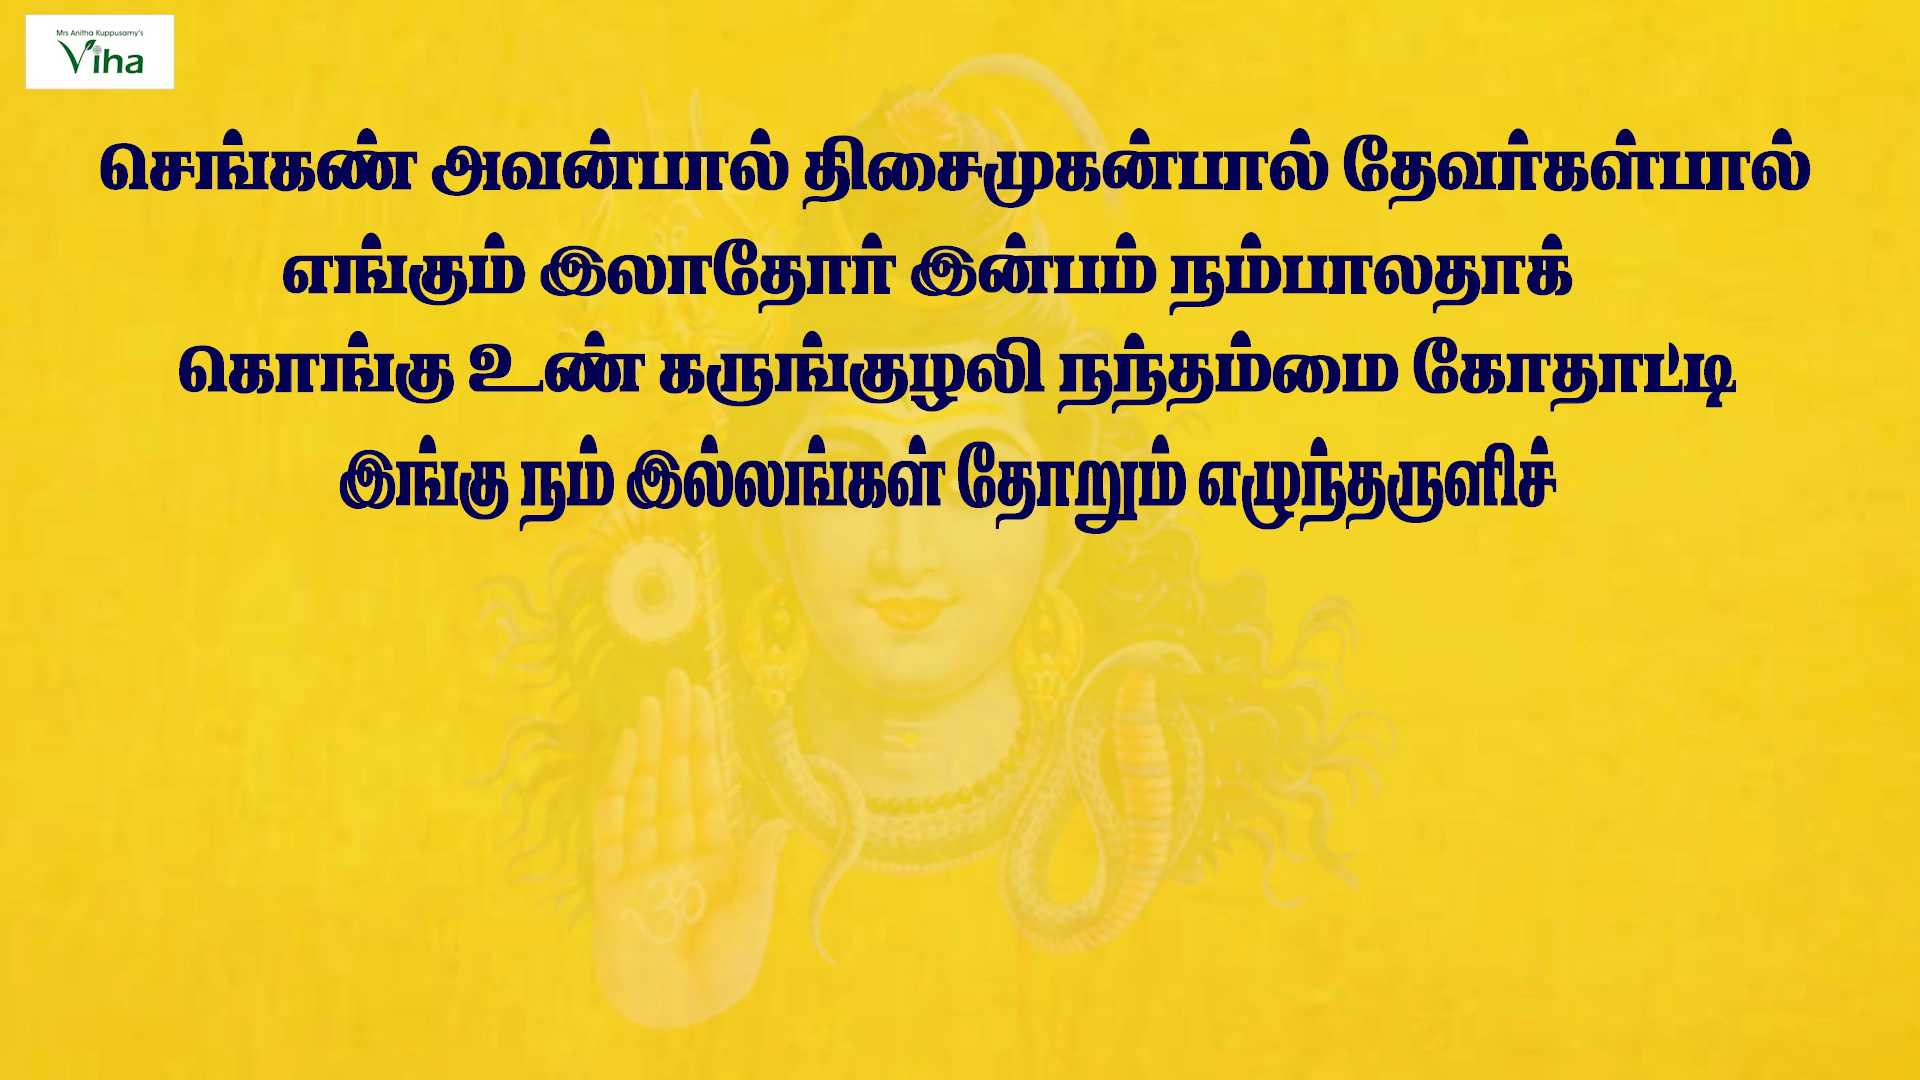 Mrs Anitha Kuppusamy's
Viha
செங்கண் அவன்பால் திசைமுகன்பால் தேவர்கள்பால்
எங்கும் இலாதோர் இன்பம் நம்பாலதாக்
கொங்கு உண் கருங்குழலி நந்தம்மை கோதாட்டி
இங்கு நம் இல்லங்கள் தோறும் எழுந்தருளிச்
ॐ